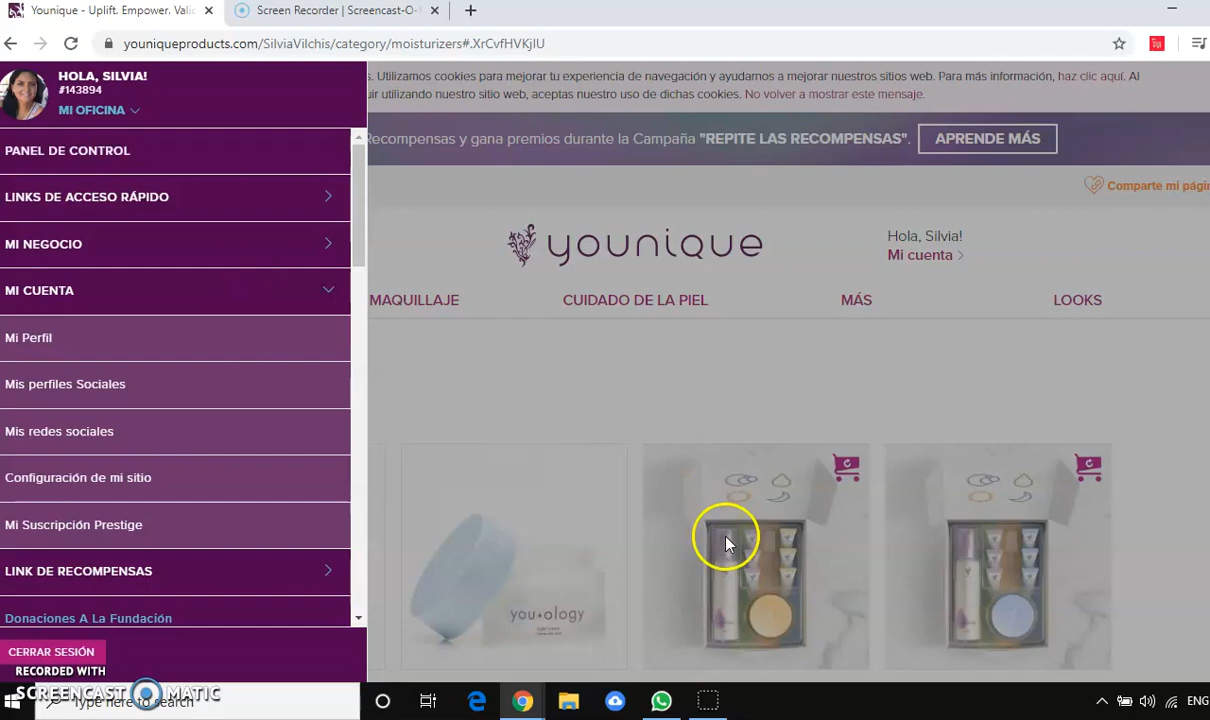 Younique - Uplift. Empower. Vali
Screen Recorder | Screencast-O-
youniqueproducts.com/SilviaVilchis/category/moisturizers#.XrCvfHVKjIU
HOLA, SILVIA!
#143894
MI OFICINA
s. Utilizamos cookies para mejorar tu experiencia de navegación y ayudarnos a mejorar nuestros sitios web. Para más información, haz clic aquí. Al
uir utilizando nuestro sitio web, aceptas nuestro uso de dichas cookies. No volver a mostrar este mensaje.
Recompensas y gana premios durante la Campaña "REPITE LAS RECOMPENSAS". APRENDE MÁS
PANEL DE CONTROL
LINKS DE ACCESO RÁPIDO
MI NEGOCIO
MI CUENTA
Mi Perfil
Mis perfiles Sociales
Mis redes sociales
Configuración de mi sitio
Mi Suscripción Prestige
LINK DE RECOMPENSAS
Donaciones A La Fundación
CERRAR SESIÓN
Comparte mi págin
younique
Hola, Silvia!
Mi cuenta
MAQUILLAJE CUIDADO DE LA PIEL MÁS LOOKS
you·ology
RECORDED WITH
SCREENCAST MATIC
Type here to search
ENG